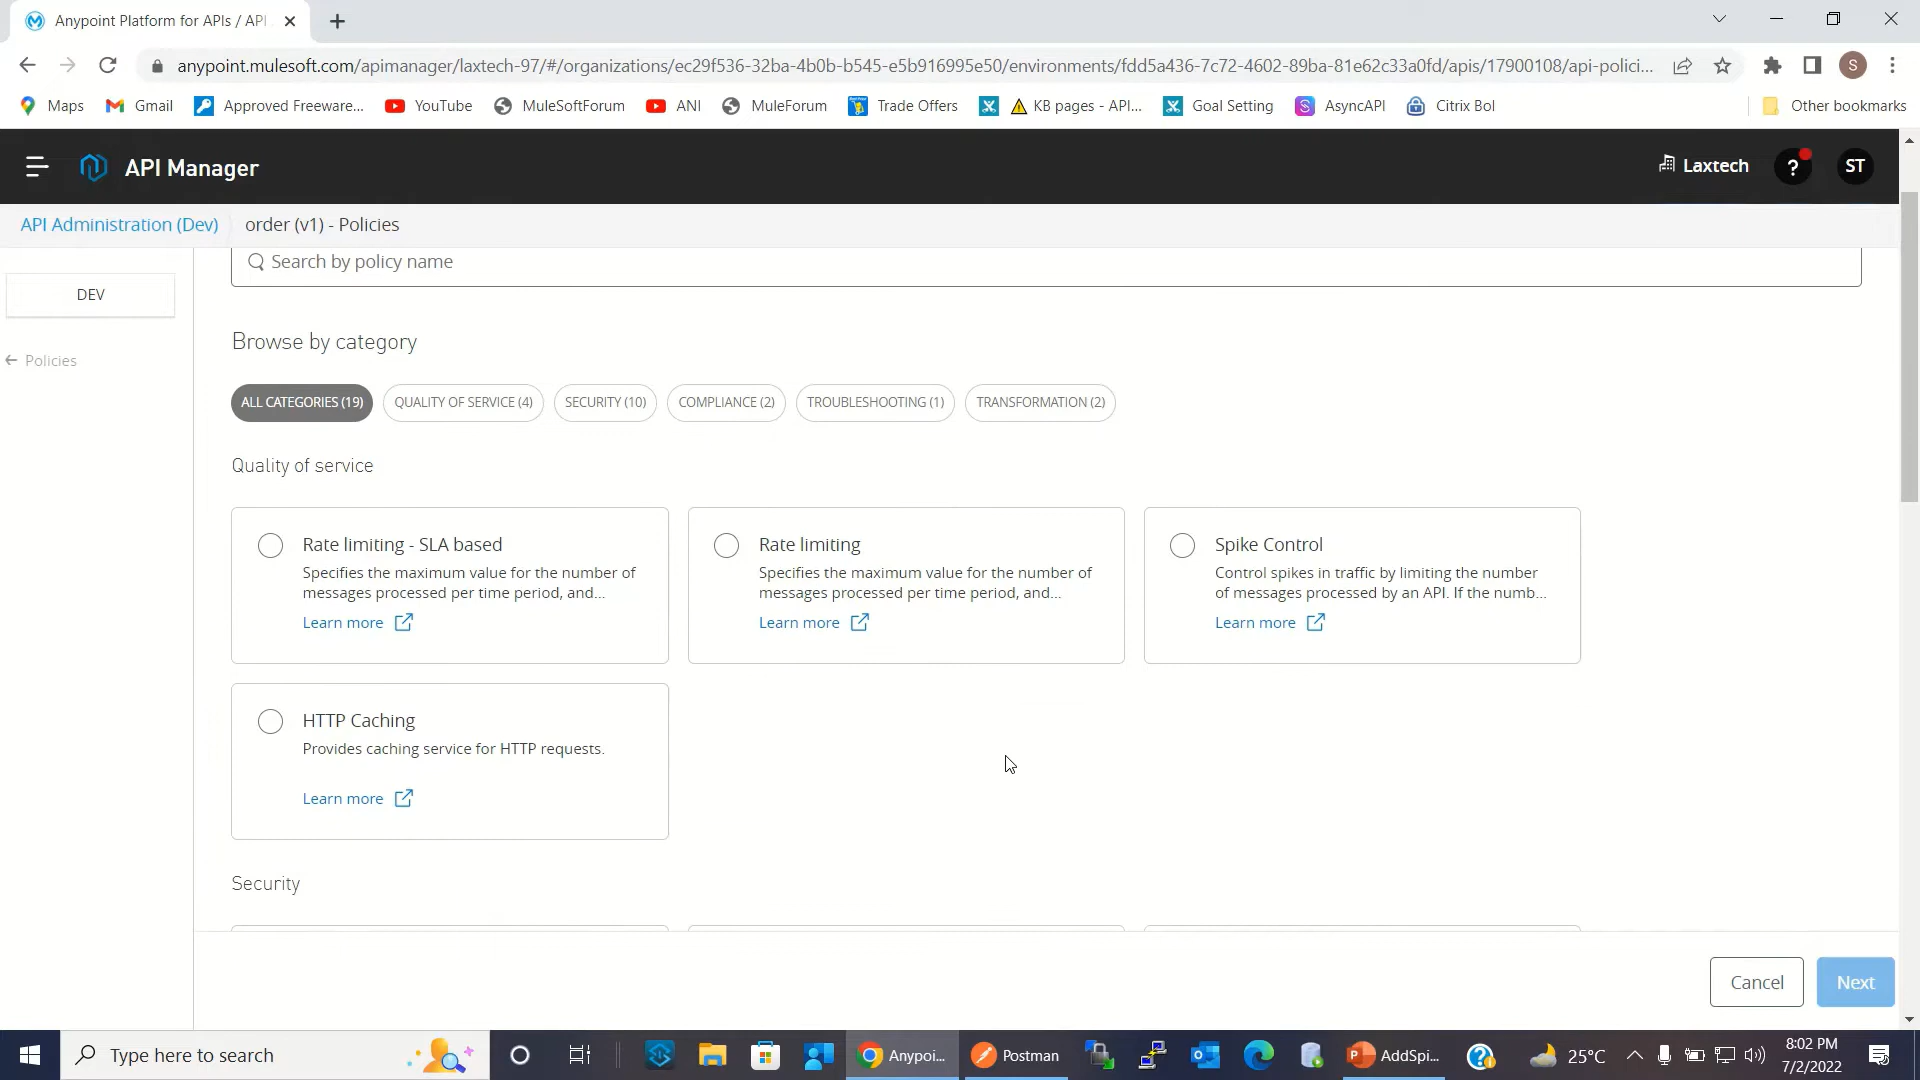 Anypoint Platform for APIs / API
anypoint.mulesoft.com/apimanager/laxtech-97/#/organizations/ec29f536-32ba-4b0b-b545-e5b916995e50/environments/fdd5a436-7c72-4602-89ba-81e62c33a0fd/apis/17900108/api-polici...
S
Maps Gmail Approved Freeware... YouTube MuleSoftForum ANI MuleForum Trade Offers KB pages - API... Goal Setting AsyncAPI Citrix Bol Other bookmarks
API Manager Laxtech ? ST
API Administration (Dev) order (v1) - Policies
Search by policy name
DEV
Browse by category
Policies
ALL CATEGORIES (19) QUALITY OF SERVICE (4) SECURITY (10) COMPLIANCE (2) TROUBLESHOOTING (1) TRANSFORMATION (2)
Quality of service
Rate limiting - SLA based
Specifies the maximum value for the number of
messages processed per time period, and...
Learn more
Rate limiting
Specifies the maximum value for the number of
messages processed per time period, and...
Learn more
Spike Control
Control spikes in traffic by limiting the number
of messages processed by an API. If the numb...
Learn more
HTTP Caching
Provides caching service for HTTP requests.
Learn more
Security
Cancel Next
Type here to search Anypoi... Postman AddSpi... 25°C 8:02 PM
7/2/2022